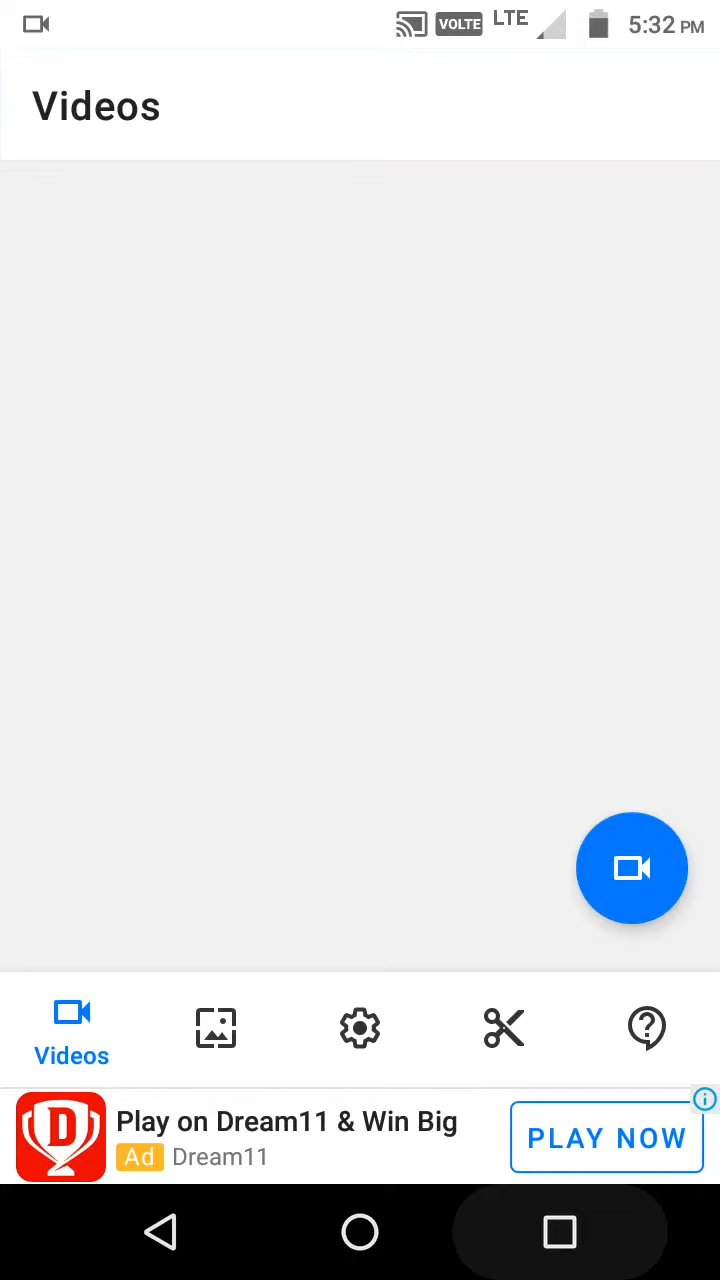 VOLTE LTE 5:32 PM
Videos
Videos
Play on Dream11 & Win Big
Ad Dream11
PLAY NOW